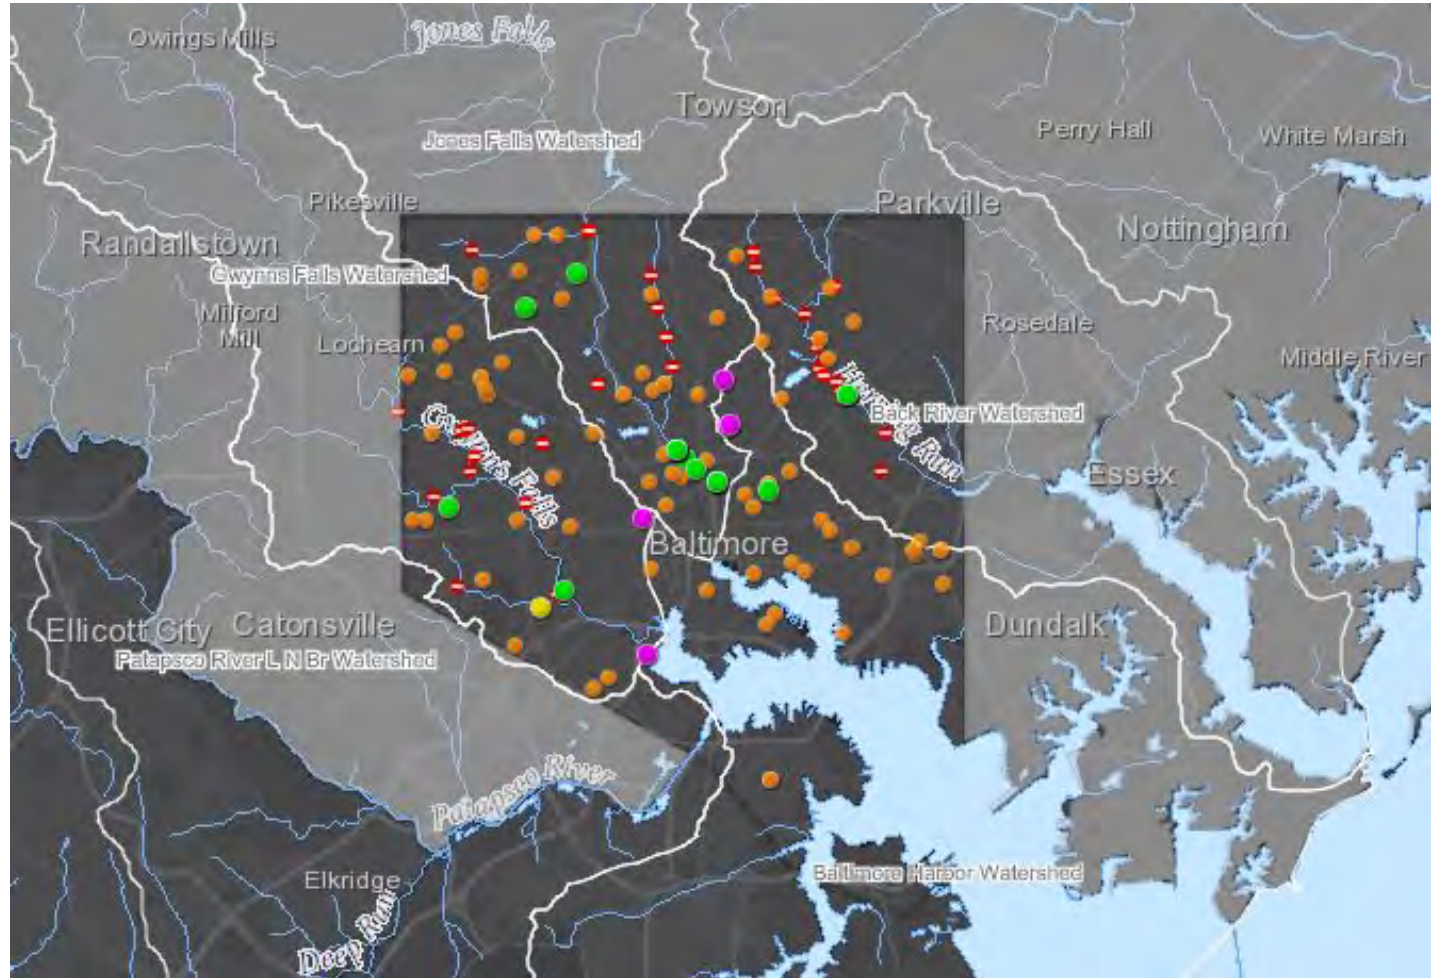 Owings Mills
Jones Falls
Towson
Perry Hall
White Marsh
Jones Falls Watershed
Pikesville
Parkville
Randallstown
Nottingham
Gwynns Falls Watershed
Milford
Mill
Lochearn
Rosedale
Middle River
Herring Run
Back River Watershed
Gwynns Falls
Essex
Baltimore
Ellicott City
Catonsville
Dundalk
Patapsco River L N Br Watershed
Patapsco River
Elkridge
Baltimore Harbor Watershed
Deep Run